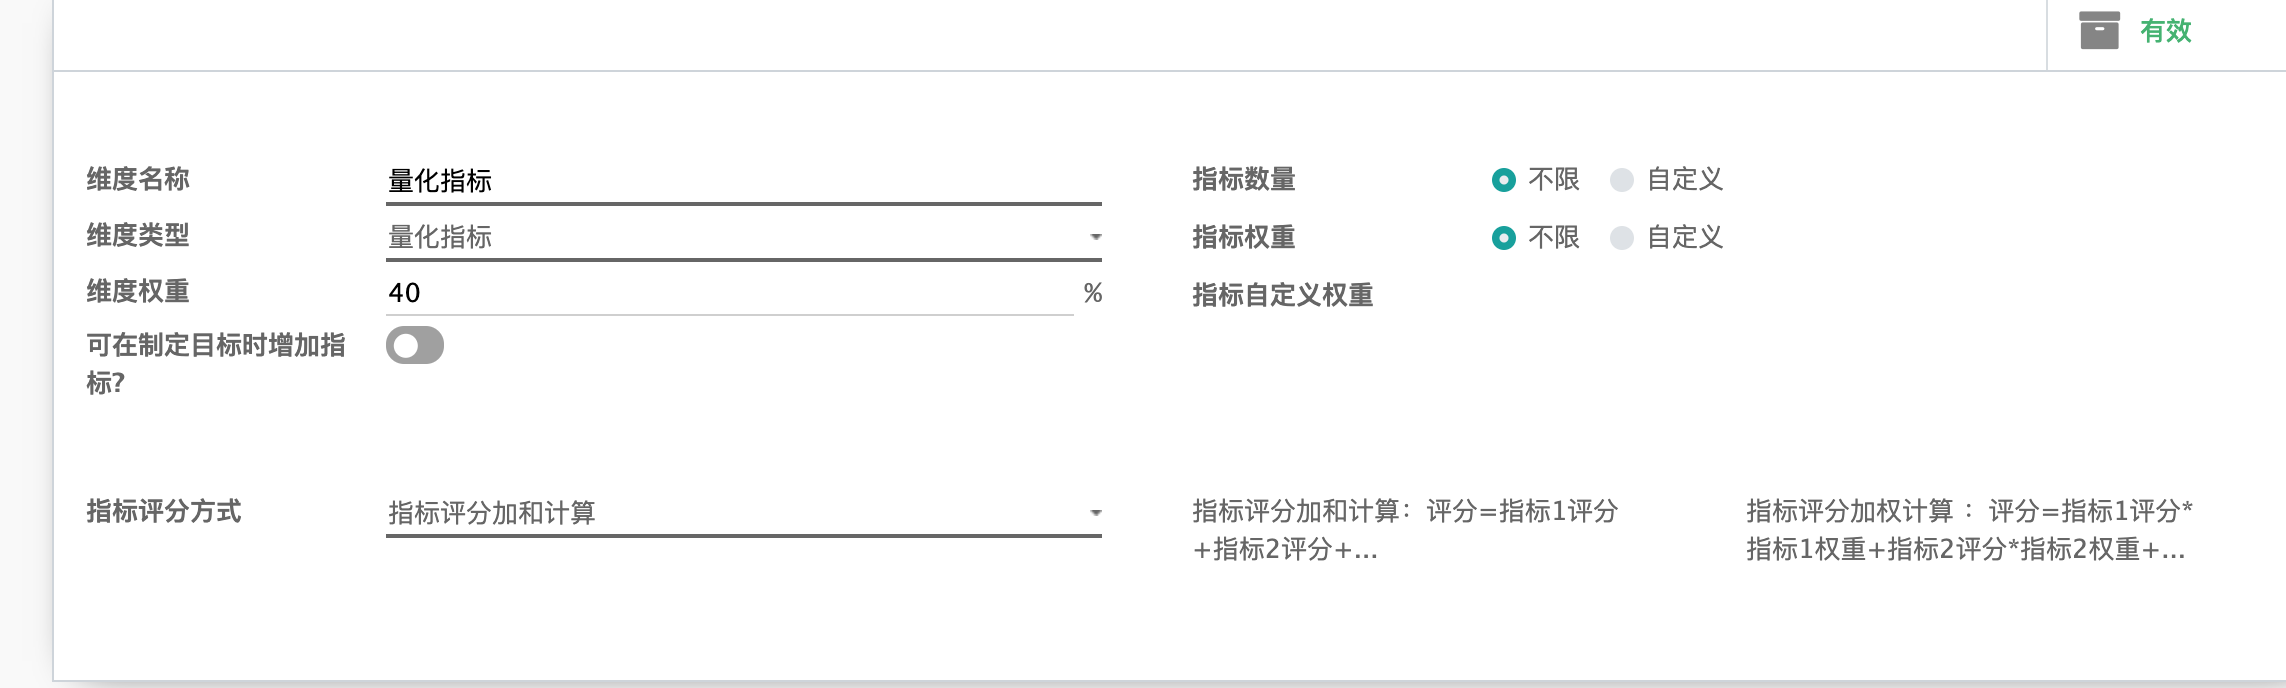 有效
维度名称 量化指标
维度类型 量化指标
维度权重 40 %
可在制定目标时增加指
标?
指标数量 不限 自定义
指标权重 不限 自定义
指标自定义权重
指标评分方式 指标评分加和计算
指标评分加和计算：评分=指标1评分
+指标2评分+...
指标评分加权计算 ：评分=指标1评分*
指标1权重+指标2评分*指标2权重+...